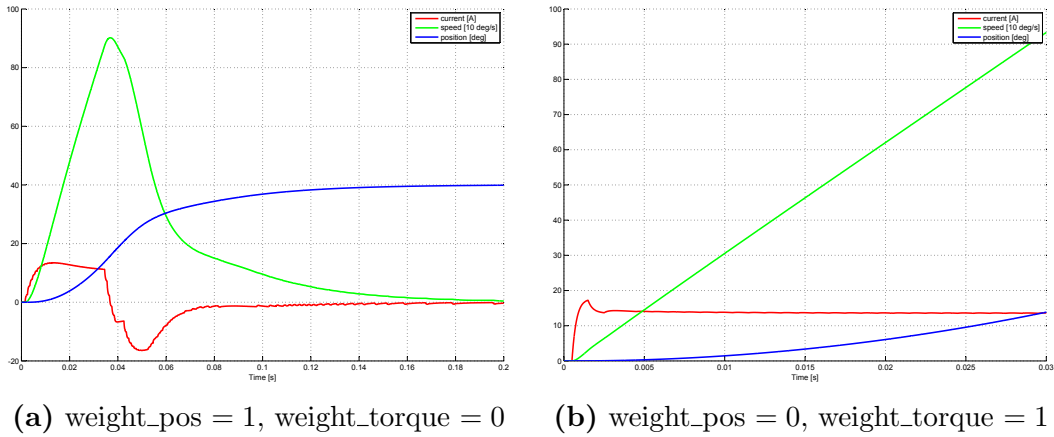 100
80
60
40
20
0
-20
0 0.02 0.04 0.06 0.08 0.1 0.12 0.14 0.16 0.18 0.2
Time [s]
current [A]
speed [10 deg/s]
position [deg]
(a) weight_pos = 1, weight_torque = 0
100
90
80
70
60
50
40
30
20
10
0
0 0.005 0.01 0.015 0.02 0.025 0.03
Time [s]
current [A]
speed [10 deg/s]
position [deg]
(b) weight_pos = 0, weight_torque = 1